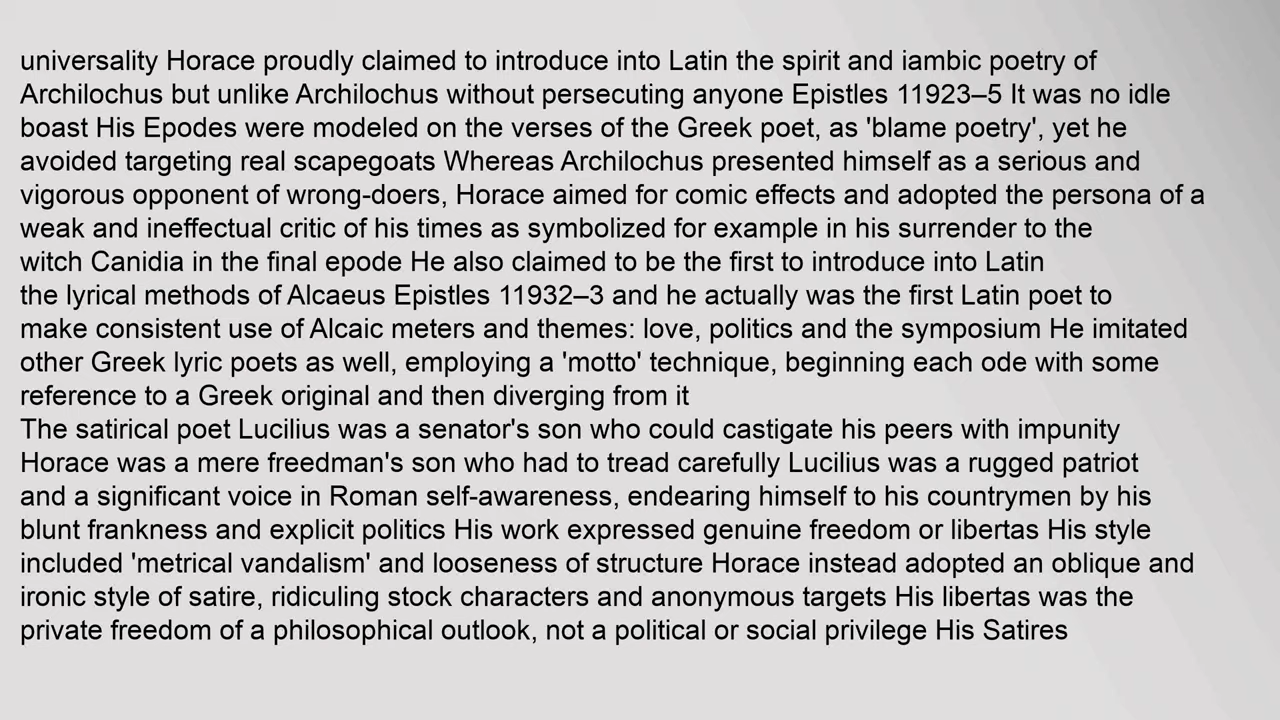 universality Horace proudly claimed to introduce into Latin the spirit and iambic poetry of
Archilochus but unlike Archilochus without persecuting anyone Epistles 11923–5 It was no idle
boast His Epodes were modeled on the verses of the Greek poet, as 'blame poetry', yet he
avoided targeting real scapegoats Whereas Archilochus presented himself as a serious and
vigorous opponent of wrong-doers, Horace aimed for comic effects and adopted the persona of a
weak and ineffectual critic of his times as symbolized for example in his surrender to the
witch Canidia in the final epode He also claimed to be the first to introduce into Latin
the lyrical methods of Alcaeus Epistles 11932–3 and he actually was the first Latin poet to
make consistent use of Alcaic meters and themes: love, politics and the symposium He imitated
other Greek lyric poets as well, employing a 'motto' technique, beginning each ode with some
reference to a Greek original and then diverging from it
The satirical poet Lucilius was a senator's son who could castigate his peers with impunity
Horace was a mere freedman's son who had to tread carefully Lucilius was a rugged patriot
and a significant voice in Roman self-awareness, endearing himself to his countrymen by his
blunt frankness and explicit politics His work expressed genuine freedom or libertas His style
included 'metrical vandalism' and looseness of structure Horace instead adopted an oblique and
ironic style of satire, ridiculing stock characters and anonymous targets His libertas was the
private freedom of a philosophical outlook, not a political or social privilege His Satires